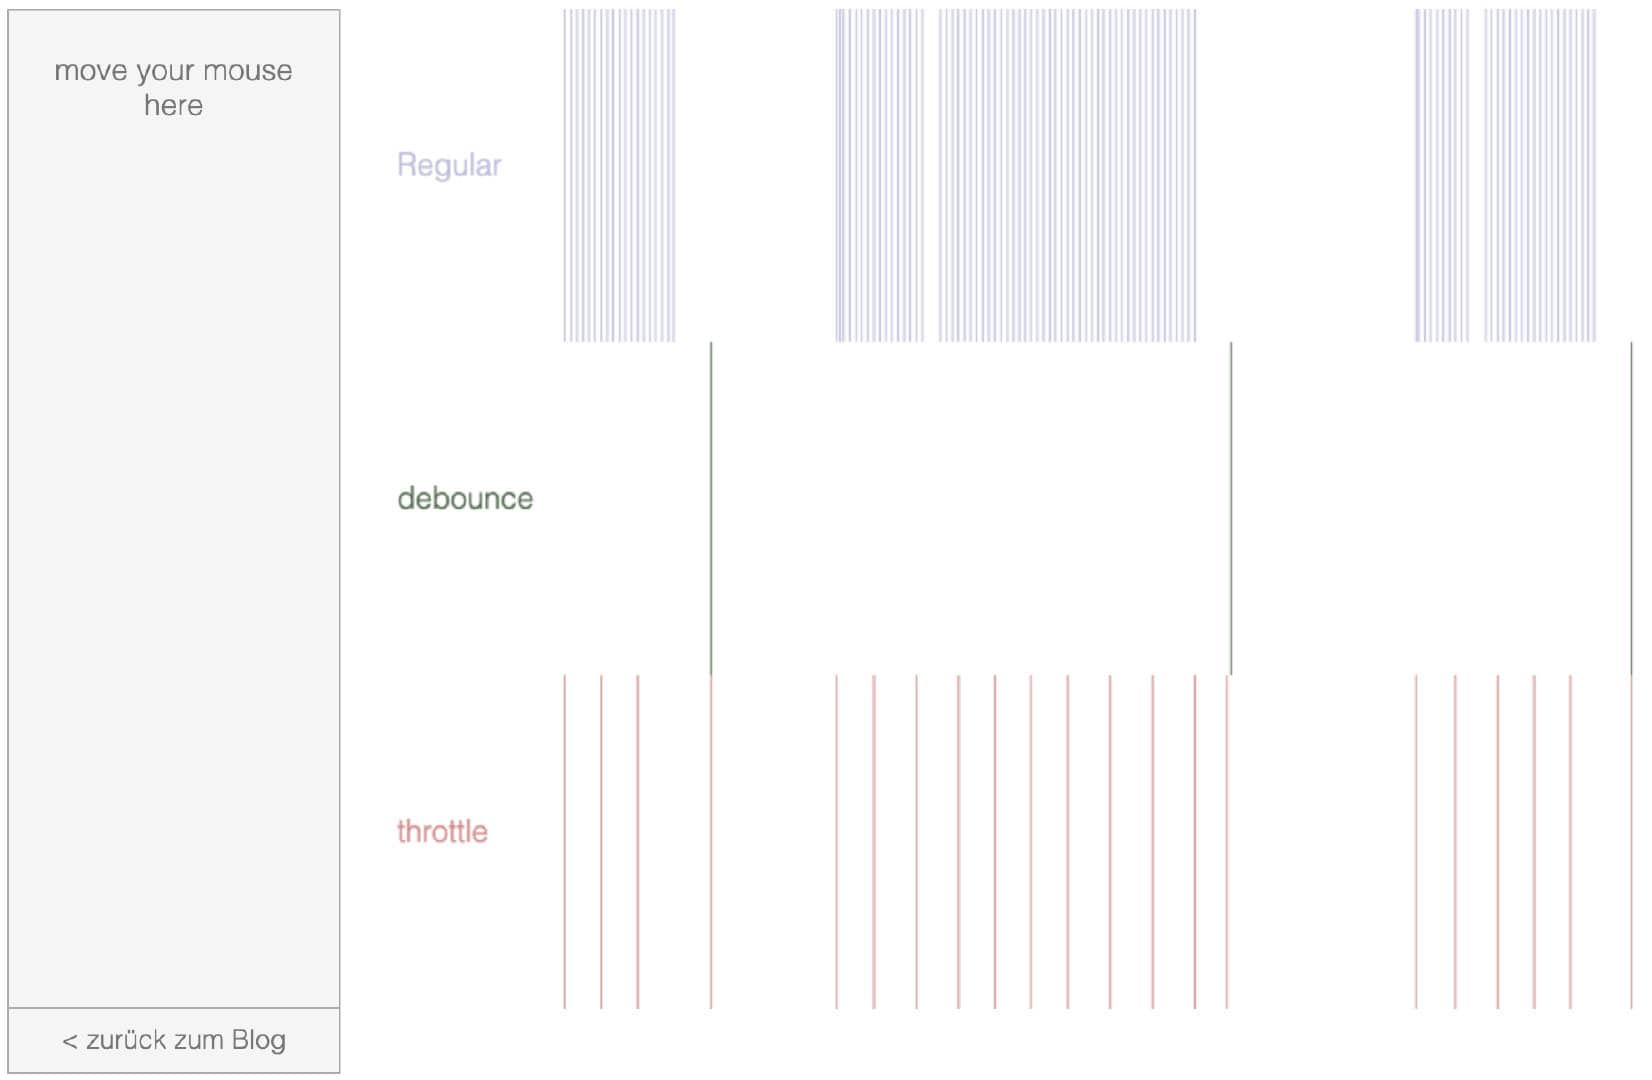 move your mouse
here
Regular
debounce
throttle
< zurück zum Blog